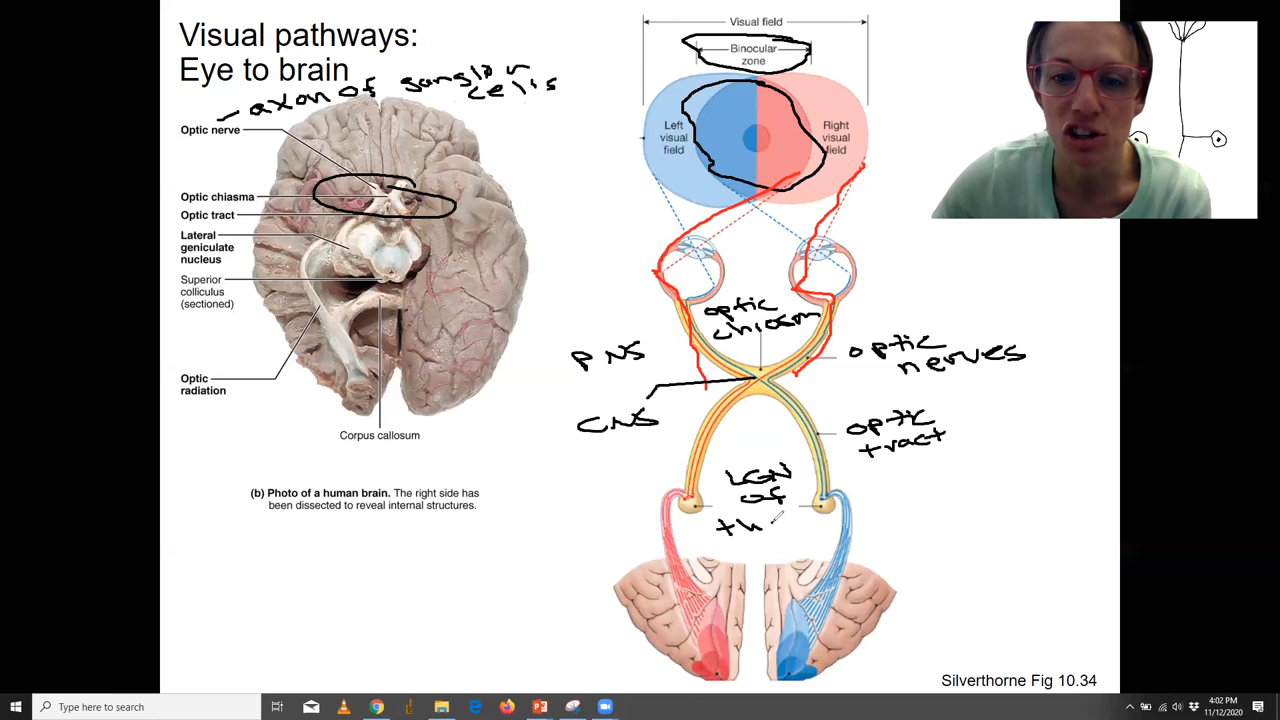 Visual pathways:
Eye to brain
axon of ganglion
cells
Optic nerve
Optic chiasma
Optic tract
Lateral
geniculate
nucleus
Superior
colliculus
(sectioned)
Optic
radiation
Corpus callosum
(b) Photo of a human brain. The right side has
been dissected to reveal internal structures.
Visual field
Binocular
zone
Left
visual
field
Right
visual
field
optic
chiasm
PNS
CNS
optic
nerves
optic
tract
LGN
of
th
Silverthorne Fig 10.34
Type here to search
4:02 PM
11/12/2020